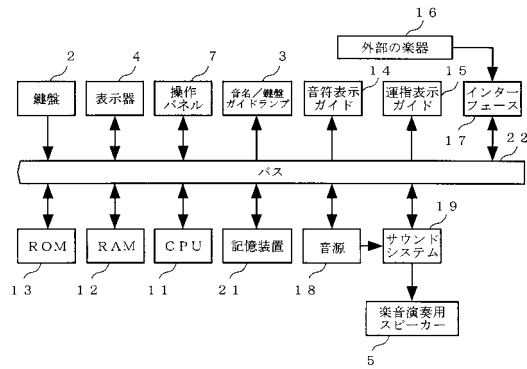 １６
外部の楽器
２
４
７
３
１４
１５
鍵盤
表示器
操作
パネル
音名／鍵盤
ガイドランプ
音符表示
ガイド
運指表示
ガイド
インター
フェース
１７
２２
バス
１９
ＲＯＭ
ＲＡＭ
ＣＰＵ
記憶装置
音源
サウンド
システム
１３
１２
１１
２１
１８
楽音演奏用
スピーカー
５